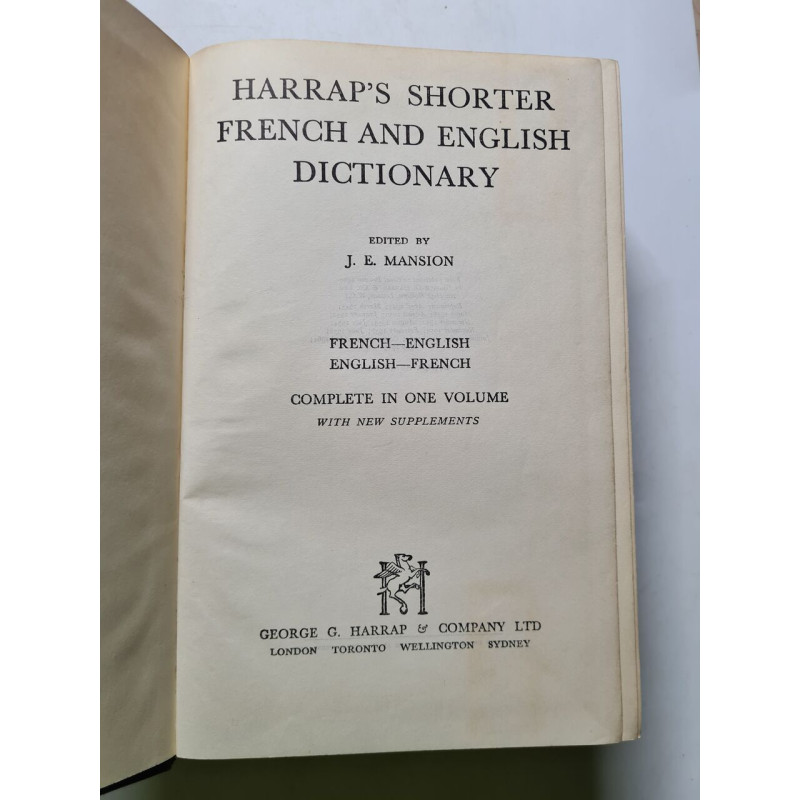 HARRAP'S SHORTER
FRENCH AND ENGLISH
DICTIONARY
EDITED BY
J. E. MANSION
FRENCH—ENGLISH
ENGLISH—FRENCH
COMPLETE IN ONE VOLUME
WITH NEW SUPPLEMENTS
GEORGE G. HARRAP & COMPANY LTD
LONDON TORONTO WELLINGTON SYDNEY